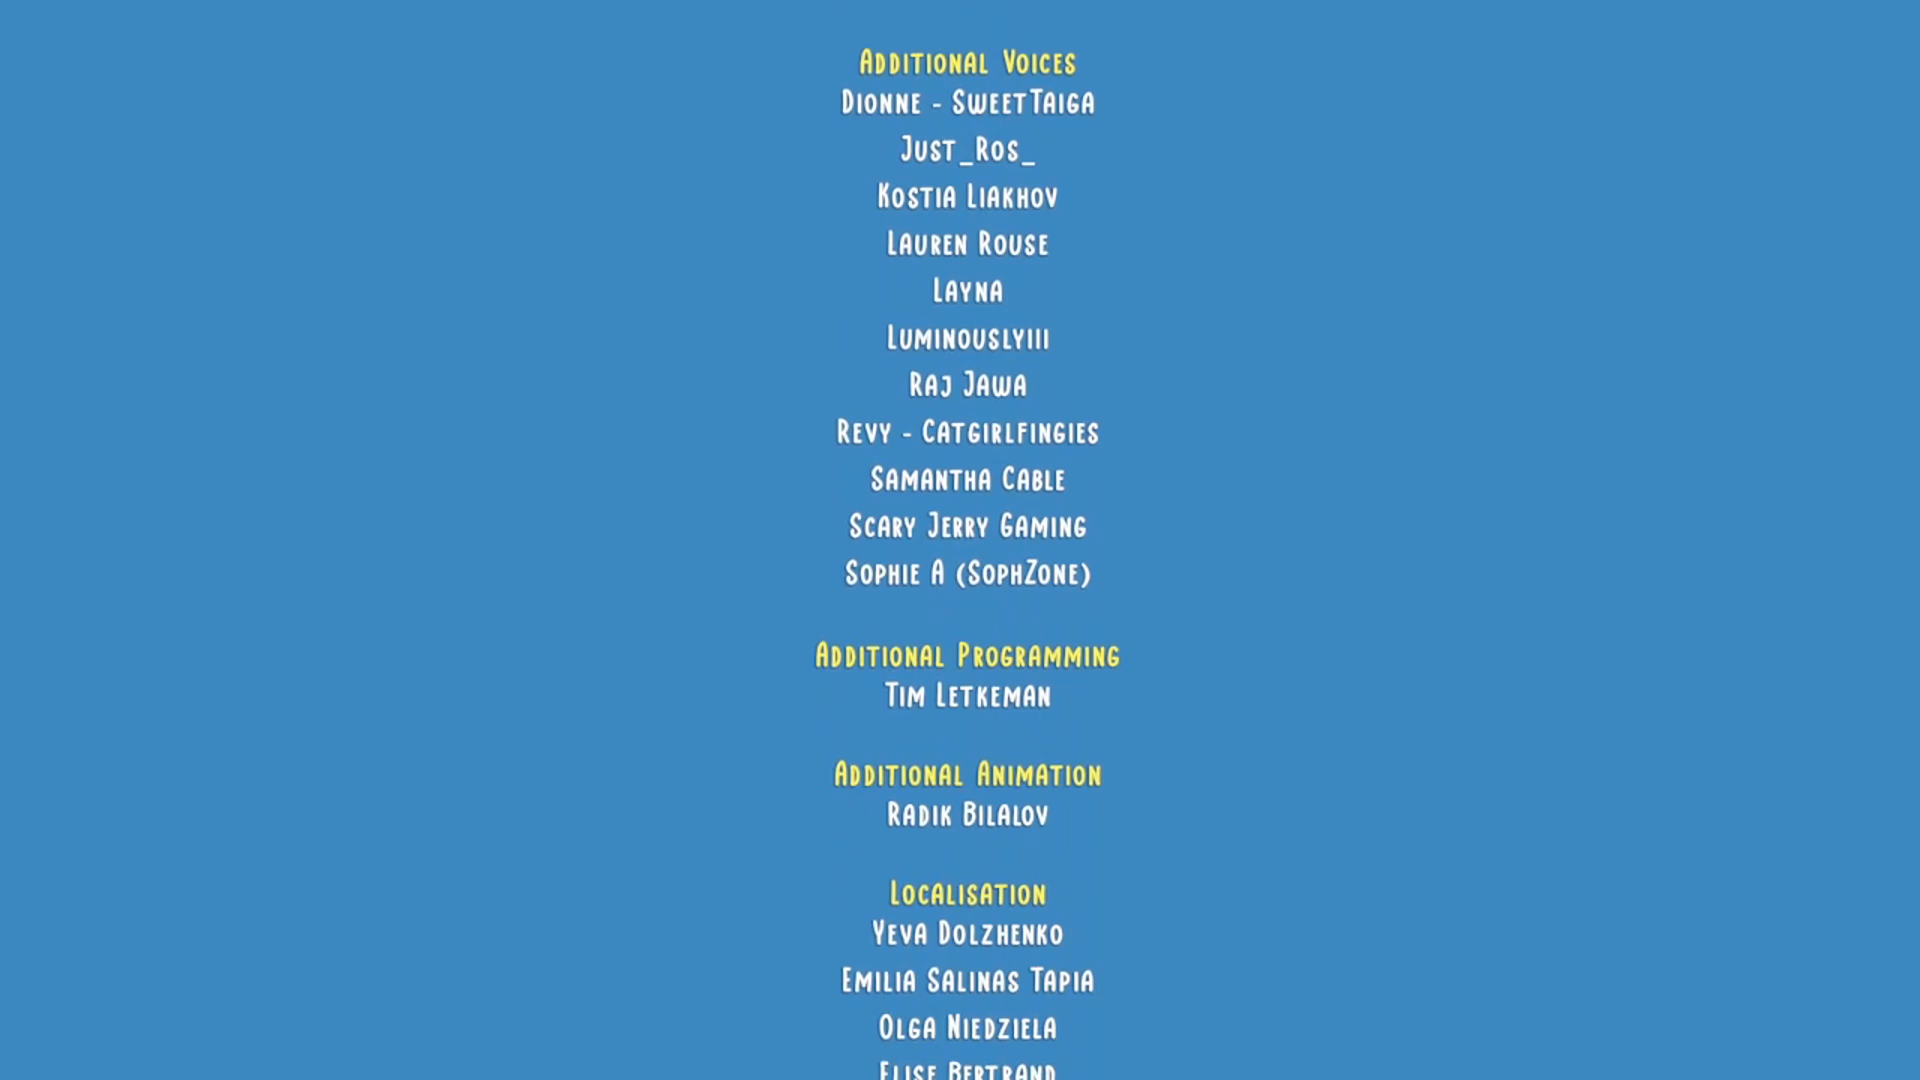 Additional Voices
Dionne - SweetTaiga
Just_Ros_
Kostia Liakhov
Lauren Rouse
Layna
Luminouslyiii
Raj Jawa
Revy - Catgirlfingies
Samantha Cable
Scary Jerry Gaming
Sophie A (SophZone)
Additional Programming
Tim Letkeman
Additional Animation
Radik Bilalov
Localisation
Yeva Dolzhenko
Emilia Salinas Tapia
Olga Niedziela
Elise Bertrand